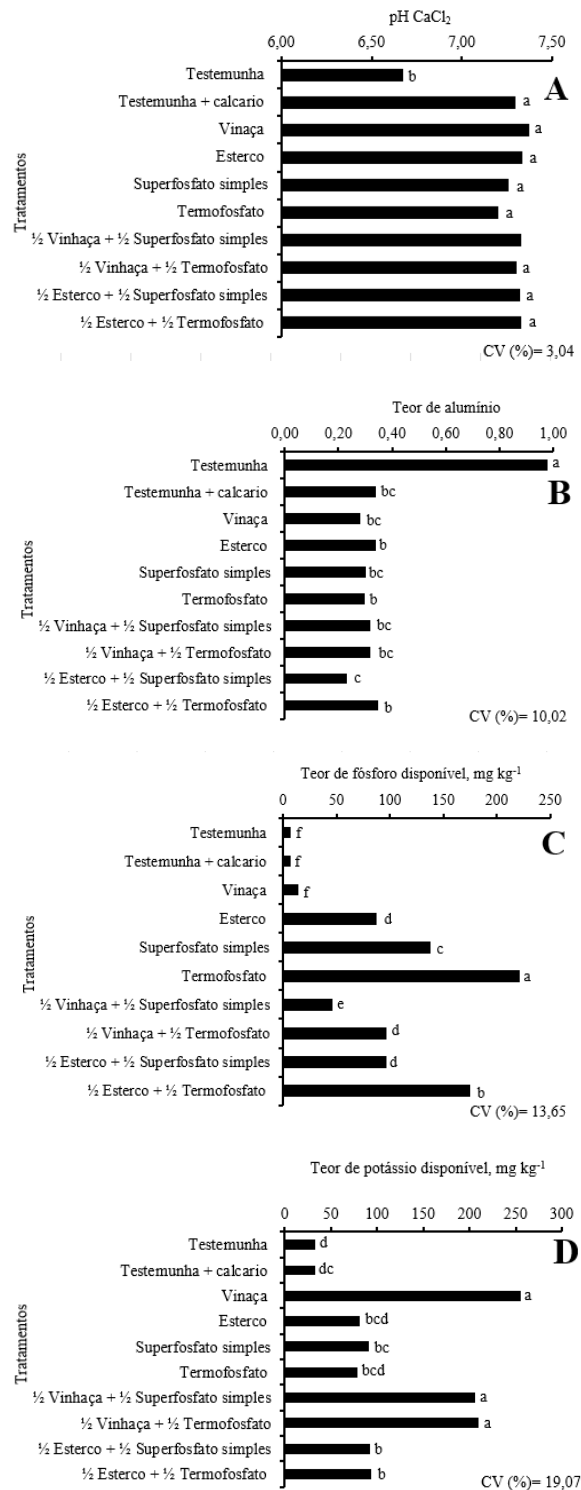 pH CaCl₂
6,00 6,50 7,00 7,50
Testemunha b
A
Testemunha + calcario a
Vinaça a
Esterco a
Superfosfato simples a
Termofosfato a
½ Vinhaça + ½ Superfosfato simples
½ Vinhaça + ½ Termofosfato a
½ Esterco + ½ Superfosfato simples a
½ Esterco + ½ Termofosfato a
Tratamentos
CV (%)= 3,04
Teor de alumínio
0,00 0,20 0,40 0,60 0,80 1,00
Testemunha a
B
Testemunha + calcario bc
Vinaça bc
Esterco b
Superfosfato simples bc
Termofosfato b
½ Vinhaça + ½ Superfosfato simples bc
½ Vinhaça + ½ Termofosfato bc
½ Esterco + ½ Superfosfato simples c
½ Esterco + ½ Termofosfato b
Tratamentos
CV (%)= 10,02
Teor de fósforo disponível, mg kg⁻¹
0 50 100 150 200 250
Testemunha f
C
Testemunha + calcario f
Vinaça f
Esterco d
Superfosfato simples c
Termofosfato a
½ Vinhaça + ½ Superfosfato simples e
½ Vinhaça + ½ Termofosfato d
½ Esterco + ½ Superfosfato simples d
½ Esterco + ½ Termofosfato b
Tratamentos
CV (%)= 13,65
Teor de potássio disponível, mg kg⁻¹
0 50 100 150 200 250 300
Testemunha d
D
Testemunha + calcario dc
Vinaça a
Esterco bcd
Superfosfato simples bc
Termofosfato bcd
½ Vinhaça + ½ Superfosfato simples a
½ Vinhaça + ½ Termofosfato a
½ Esterco + ½ Superfosfato simples b
½ Esterco + ½ Termofosfato b
Tratamentos
CV (%)= 19,07